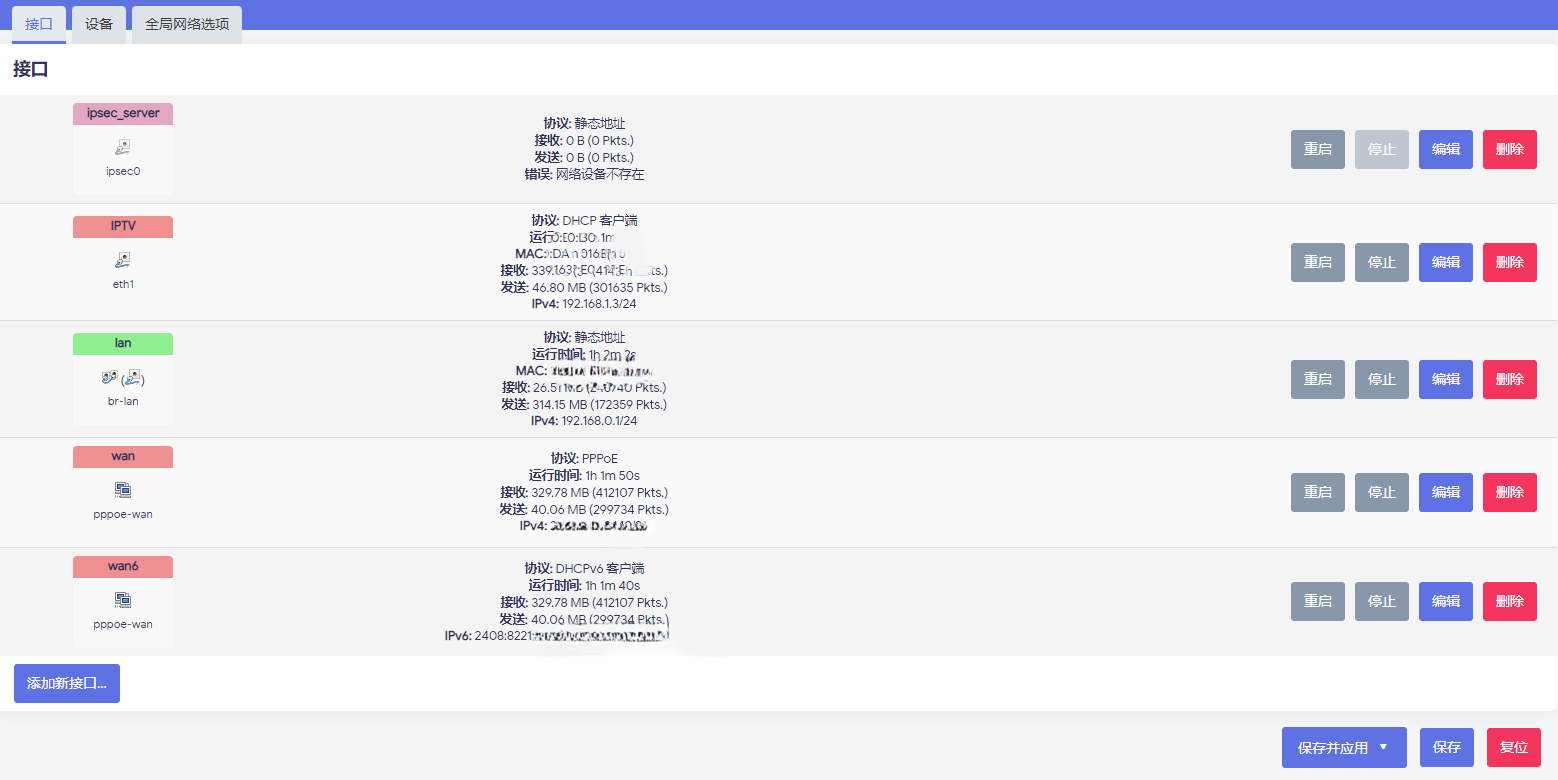 接口
设备
全局网络选项
接口
ipsec_server
ipsec0
协议: 静态地址
接收: 0 B (0 Pkts.)
发送: 0 B (0 Pkts.)
错误: 网络设备不存在
重启
停止
编辑
删除
IPTV
eth1
协议: DHCP 客户端
运行
MAC:
接收:
发送: 46.80 MB (301635 Pkts.)
IPv4: 192.168.1.3/24
重启
停止
编辑
删除
lan
br-lan
协议: 静态地址
运行时间: 1h 2m
MAC:
接收: Pkts.)
发送: 314.15 MB (172359 Pkts.)
IPv4: 192.168.0.1/24
重启
停止
编辑
删除
wan
pppoe-wan
协议: PPPoE
运行时间: 1h 1m 50s
接收: 329.78 MB (412107 Pkts.)
发送: 40.06 MB (299734 Pkts.)
IPv4:
重启
停止
编辑
删除
wan6
pppoe-wan
协议: DHCPv6 客户端
运行时间: 1h 1m 40s
接收: 329.78 MB (412107 Pkts.)
发送: 40.06 MB (299734 Pkts.)
IPv6: 2408:8221:
重启
停止
编辑
删除
添加新接口...
保存并应用
保存
复位